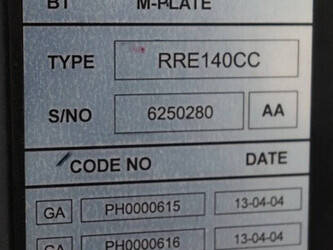 BT M-PLATE
TYPE RRE140CC
S/NO 6250280 AA
CODE NO DATE
GA PH0000615 13-04-04
GA PH0000616 13-04-04